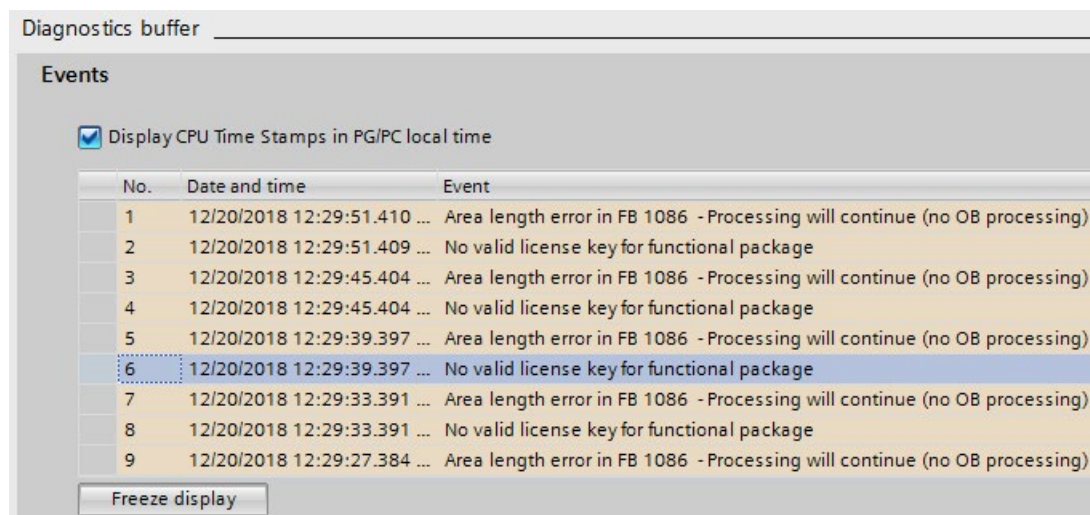 Diagnostics buffer
Events
Display CPU Time Stamps in PG/PC local time
No. Date and time Event
1 12/20/2018 12:29:51.410 ... Area length error in FB 1086 - Processing will continue (no OB processing)
2 12/20/2018 12:29:51.409 ... No valid license key for functional package
3 12/20/2018 12:29:45.404 ... Area length error in FB 1086 - Processing will continue (no OB processing)
4 12/20/2018 12:29:45.404 ... No valid license key for functional package
5 12/20/2018 12:29:39.397 ... Area length error in FB 1086 - Processing will continue (no OB processing)
6 12/20/2018 12:29:39.397 ... No valid license key for functional package
7 12/20/2018 12:29:33.391 ... Area length error in FB 1086 - Processing will continue (no OB processing)
8 12/20/2018 12:29:33.391 ... No valid license key for functional package
9 12/20/2018 12:29:27.384 ... Area length error in FB 1086 - Processing will continue (no OB processing)
Freeze display